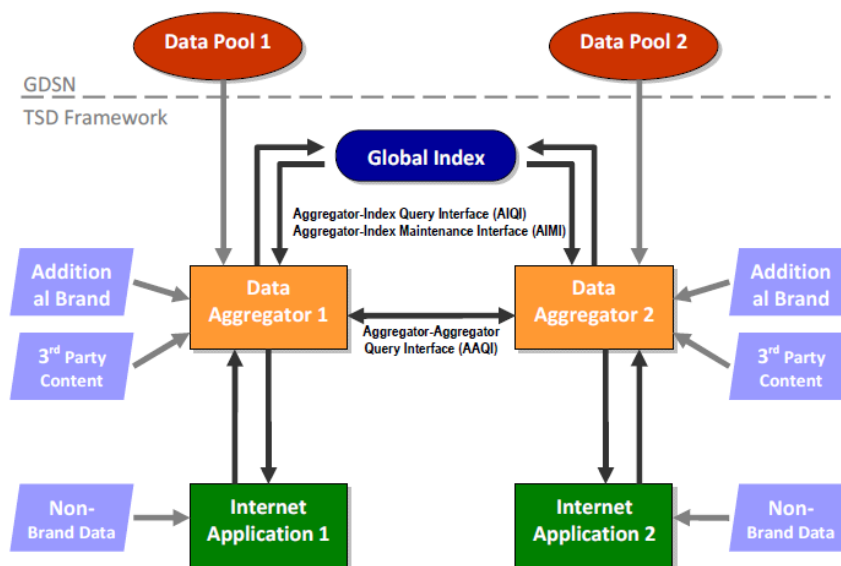 Data Pool 1
Data Pool 2
GDSN
TSD Framework
Global Index
Aggregator-Index Query Interface (AIQI)
Aggregator-Index Maintenance Interface (AIMI)
Addition
al Brand
Data
Aggregator 1
Data
Aggregator 2
Addition
al Brand
Aggregator-Aggregator
Query Interface (AAQI)
3rd Party
Content
3rd Party
Content
Non-
Brand Data
Internet
Application 1
Internet
Application 2
Non-
Brand Data